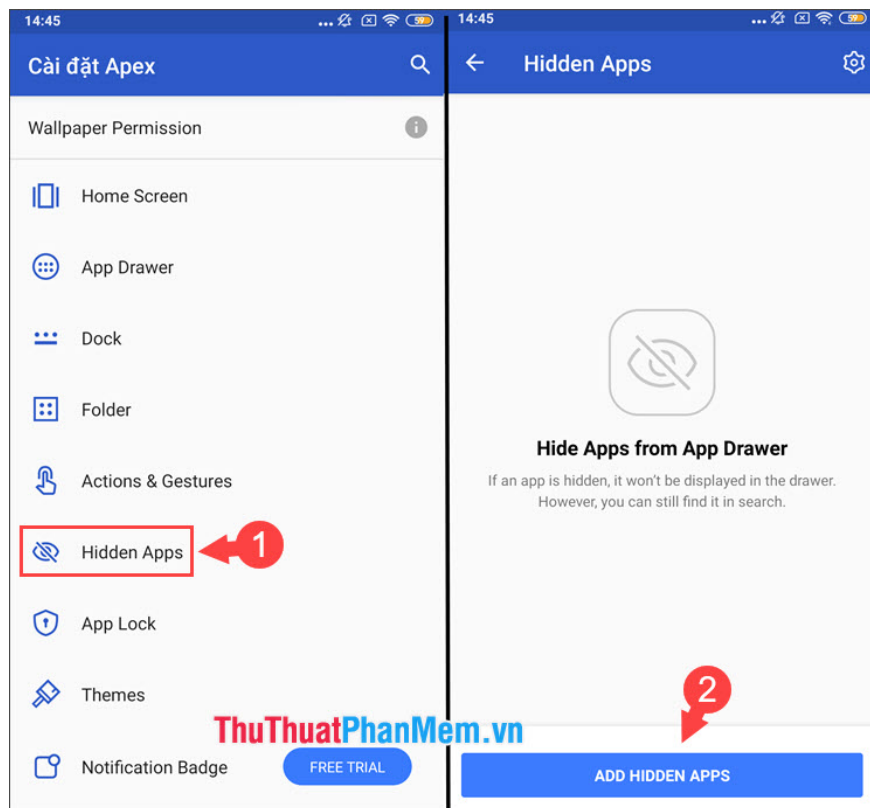 14:45
59
Cài đặt Apex
Wallpaper Permission
Home Screen
App Drawer
Dock
Folder
Actions & Gestures
Hidden Apps
1
App Lock
Themes
Notification Badge
FREE TRIAL
14:45
59
Hidden Apps
Hide Apps from App Drawer
If an app is hidden, it won't be displayed in the drawer.
However, you can still find it in search.
2
ADD HIDDEN APPS
ThuThuatPhanMem.vn